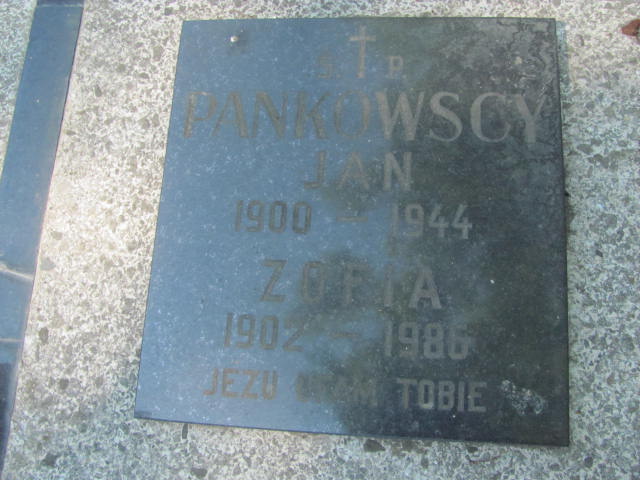 Ś. P.
PANKOWSCY
JAN
1900 - 1944
ZOFIA
1902 - 1986
JEZU UFAM TOBIE